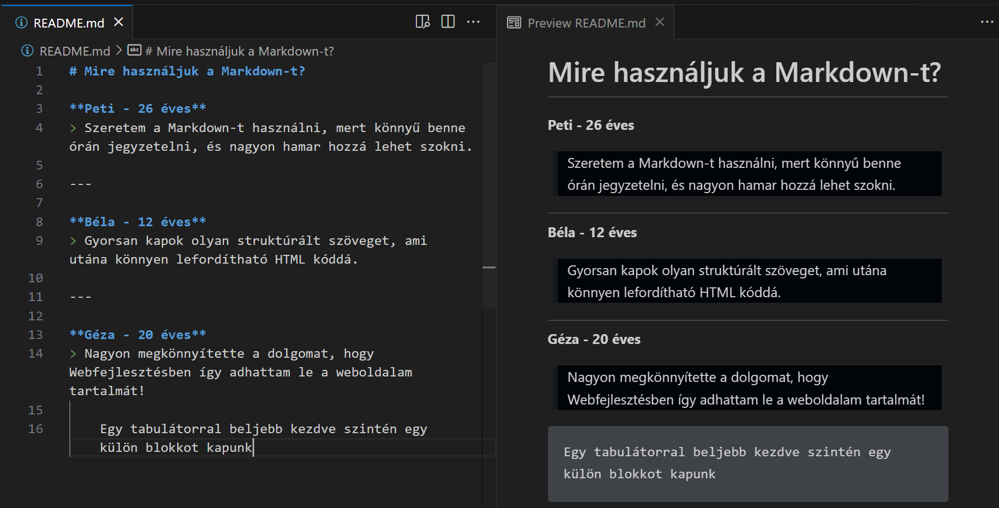 README.md
Preview README.md
README.md > # Mire használjuk a Markdown-t?
1 # Mire használjuk a Markdown-t?
2
3 **Peti - 26 éves**
4 > Szeretem a Markdown-t használni, mert könnyű benne
órán jegyzetelni, és nagyon hamar hozzá lehet szokni.
5
6 ---
7
8 **Béla - 12 éves**
9 > Gyorsan kapok olyan struktúrált szöveget, ami
utána könnyen lefordítható HTML kóddá.
10
11 ---
12
13 **Géza - 20 éves**
14 > Nagyon megkönnyítette a dolgomat, hogy
Webfejlesztésben így adhattam le a weboldalam
tartalmát!
15
16 Egy tabulátorral beljebb kezdve szintén egy
külön blokkot kapunk
Mire használjuk a Markdown-t?
Peti - 26 éves
Szeretem a Markdown-t használni, mert könnyű benne
órán jegyzetelni, és nagyon hamar hozzá lehet szokni.
Béla - 12 éves
Gyorsan kapok olyan struktúrált szöveget, ami utána
könnyen lefordítható HTML kóddá.
Géza - 20 éves
Nagyon megkönnyítette a dolgomat, hogy
Webfejlesztésben így adhattam le a weboldalam tartalmát!
Egy tabulátorral beljebb kezdve szintén egy
külön blokkot kapunk